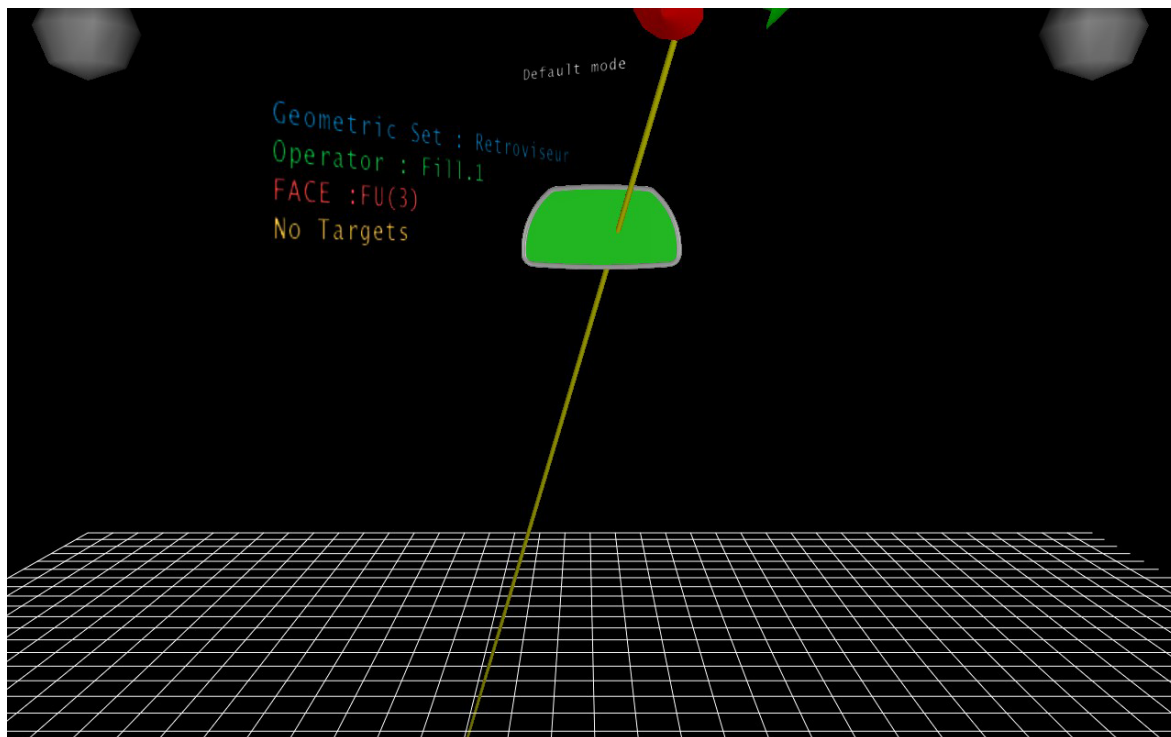 Default mode
Geometric Set : Retroviseur
Operator : Fill.1
FACE :FU(3)
No Targets